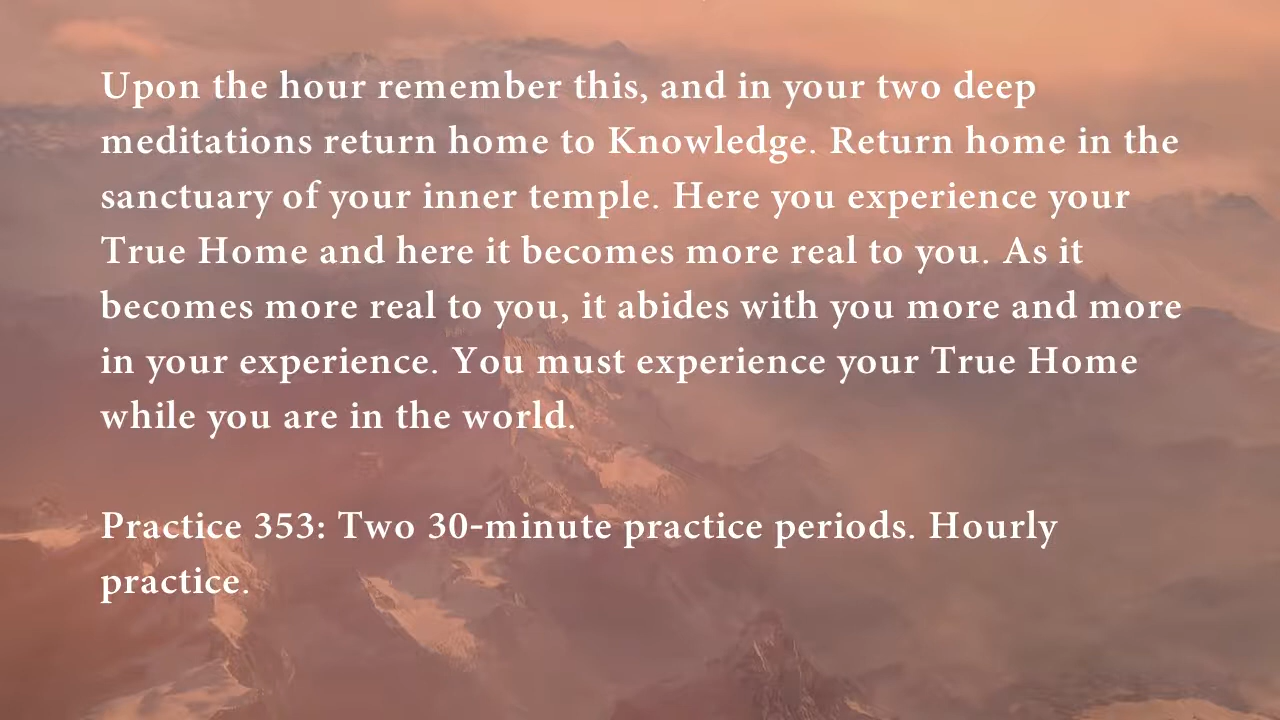 Upon the hour remember this, and in your two deep
meditations return home to Knowledge. Return home in the
sanctuary of your inner temple. Here you experience your
True Home and here it becomes more real to you. As it
becomes more real to you, it abides with you more and more
in your experience. You must experience your True Home
while you are in the world.
Practice 353: Two 30-minute practice periods. Hourly
practice.